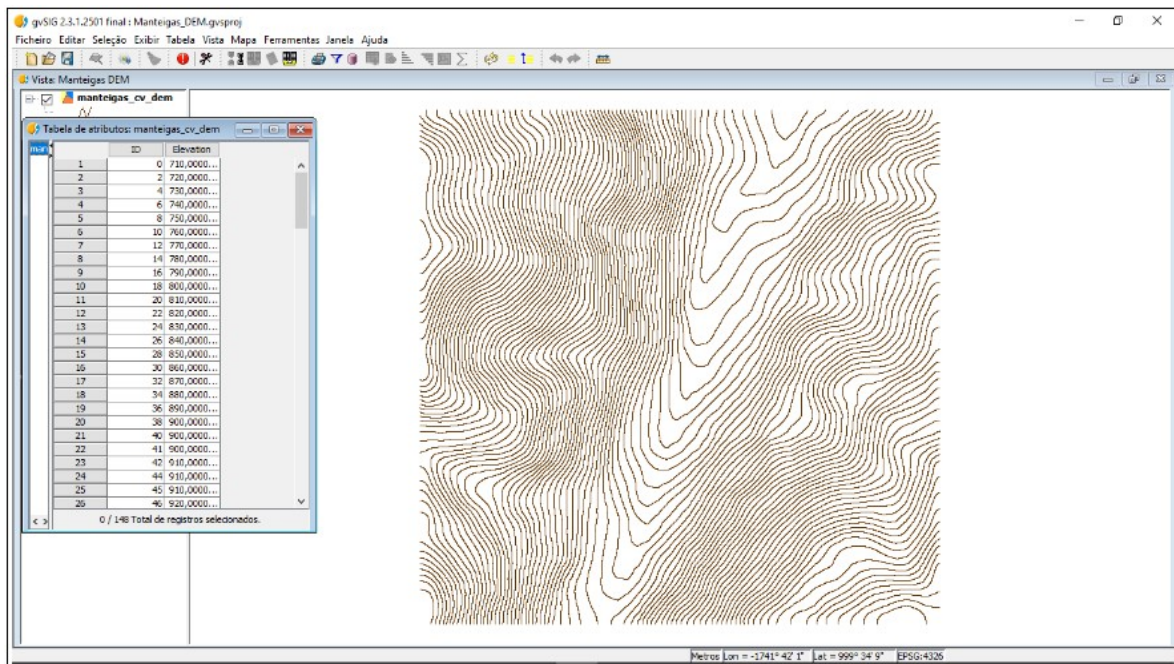 gvSIG 2.3.1.2501 final : Manteigas_DEM.gvsproj
Ficheiro Editar Seleção Exibir Tabela Vista Mapa Ferramentas Janela Ajuda
Vista: Manteigas DEM
manteigas_cv_dem
Tabela de atributos: manteigas_cv_dem
man
ID Elevation
1 0 710,0000...
2 2 720,0000...
3 4 730,0000...
4 6 740,0000...
5 8 750,0000...
6 10 760,0000...
7 12 770,0000...
8 14 780,0000...
9 16 790,0000...
10 18 800,0000...
11 20 810,0000...
12 22 820,0000...
13 24 830,0000...
14 26 840,0000...
15 28 850,0000...
16 30 860,0000...
17 32 870,0000...
18 34 880,0000...
19 36 890,0000...
20 38 900,0000...
21 40 900,0000...
22 41 900,0000...
23 42 910,0000...
24 44 910,0000...
25 45 910,0000...
26 46 920,0000...
0 / 148 Total de registros selecionados.
Metros Lon = -1741° 42' 1" Lat = 999° 34' 9" EPSG:4326